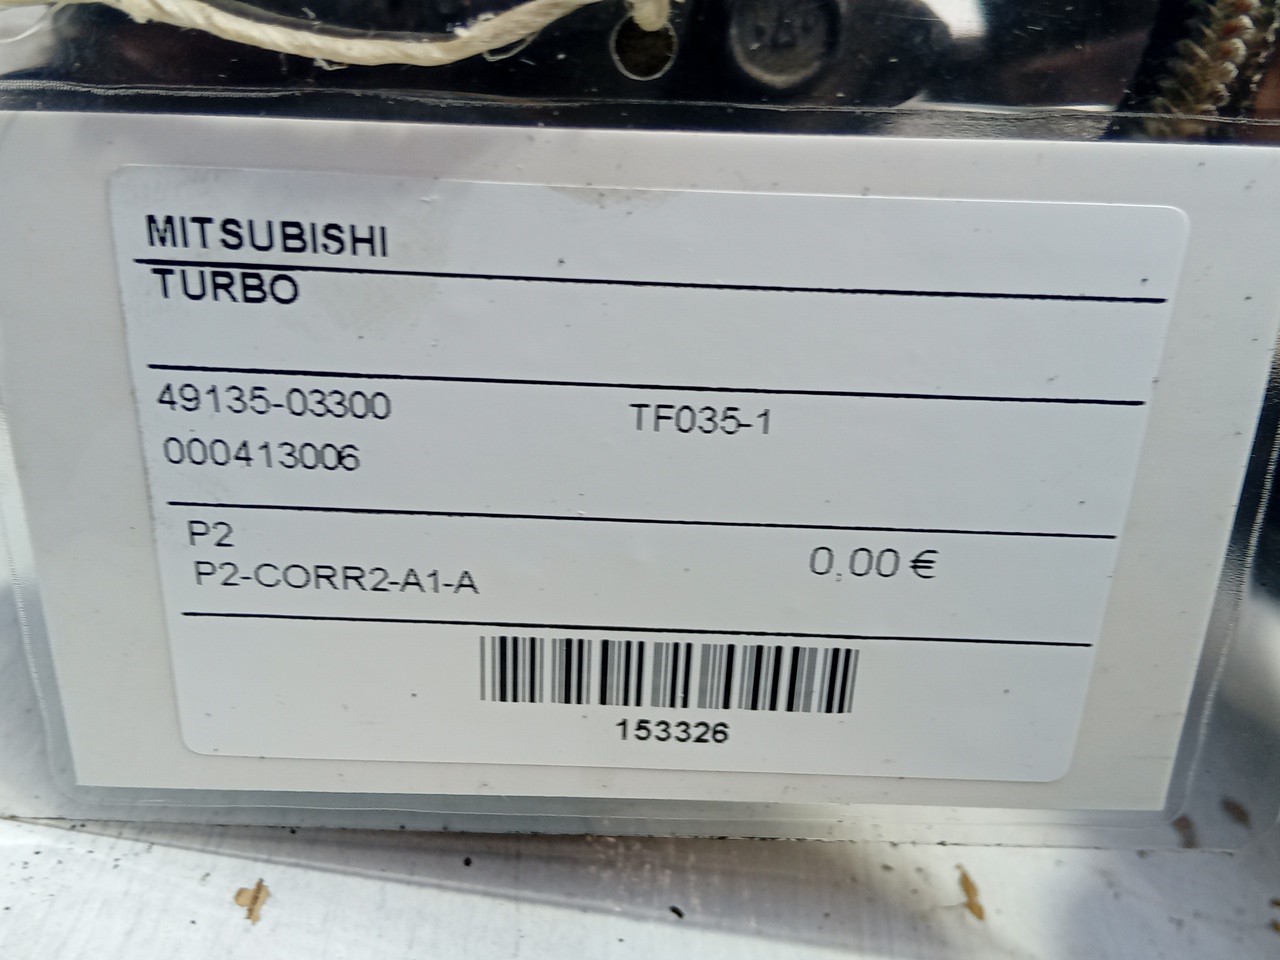 MITSUBISHI
TURBO
49135-03300 TF035-1
000413006
P2
0,00 €
P2-CORR2-A1-A
153326